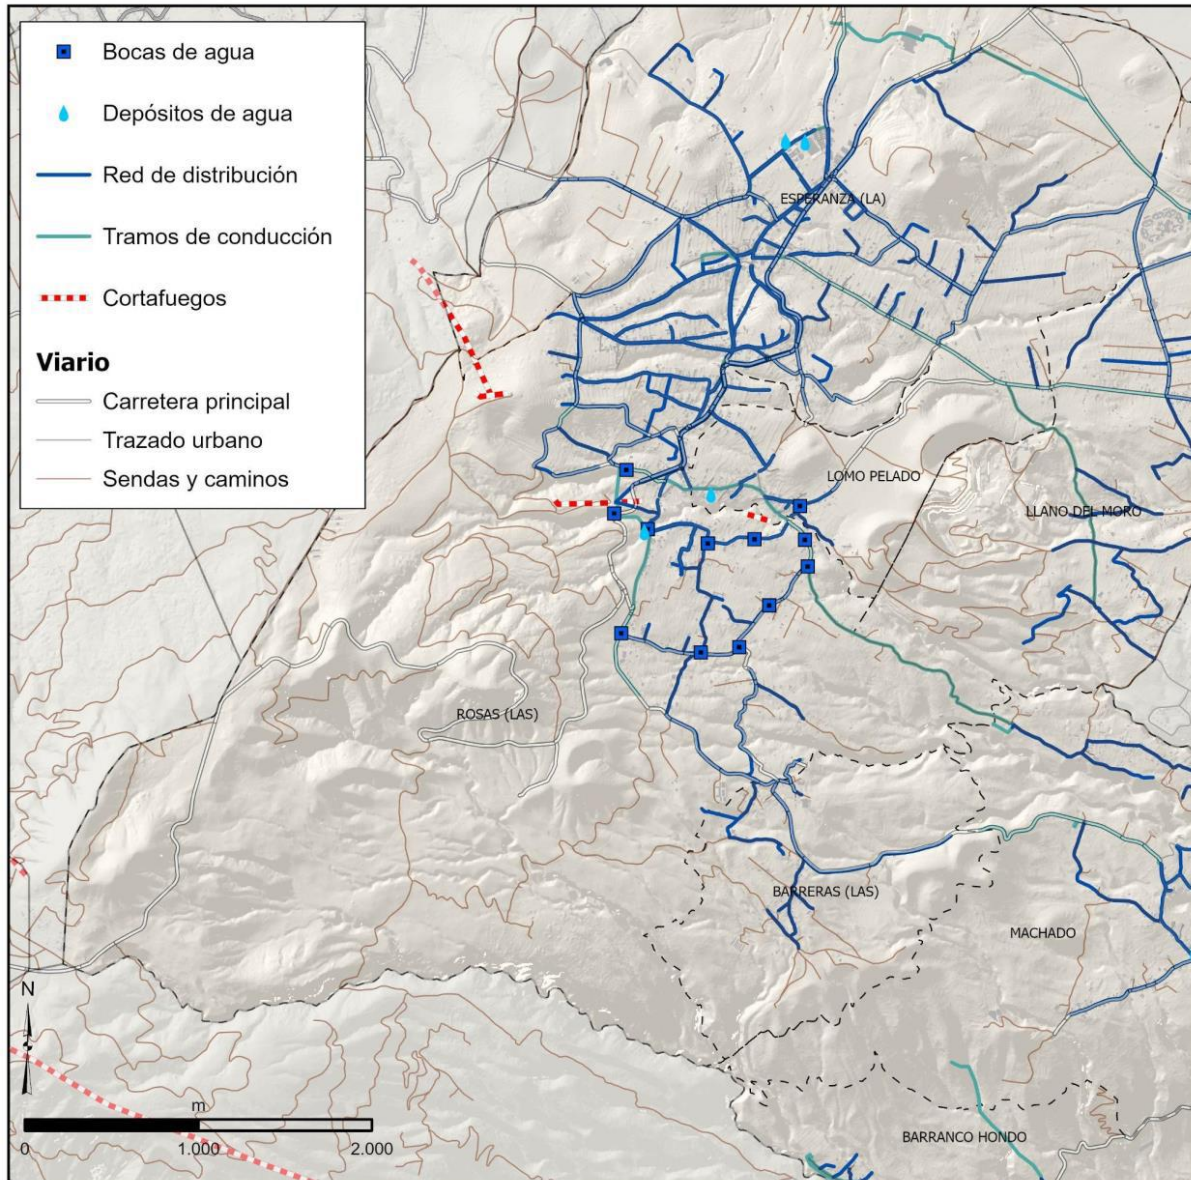 Bocas de agua
Depósitos de agua
Red de distribución
Tramos de conducción
Cortafuegos
Viario
Carretera principal
Trazado urbano
Sendas y caminos
ESPERANZA (LA)
LOMO PELADO
LLANO DEL MORO
ROSAS (LAS)
BARRERAS (LAS)
MACHADO
BARRANCO HONDO
N
m
0 1.000 2.000